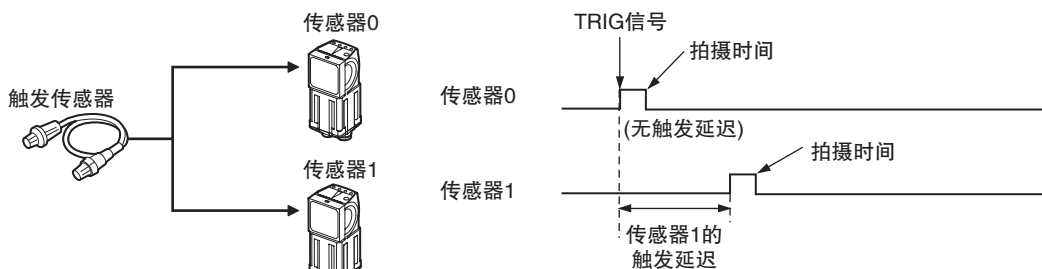 传感器0
触发传感器
传感器1
TRIG信号
拍摄时间
传感器0
(无触发延迟)
拍摄时间
传感器1
传感器1的
触发延迟